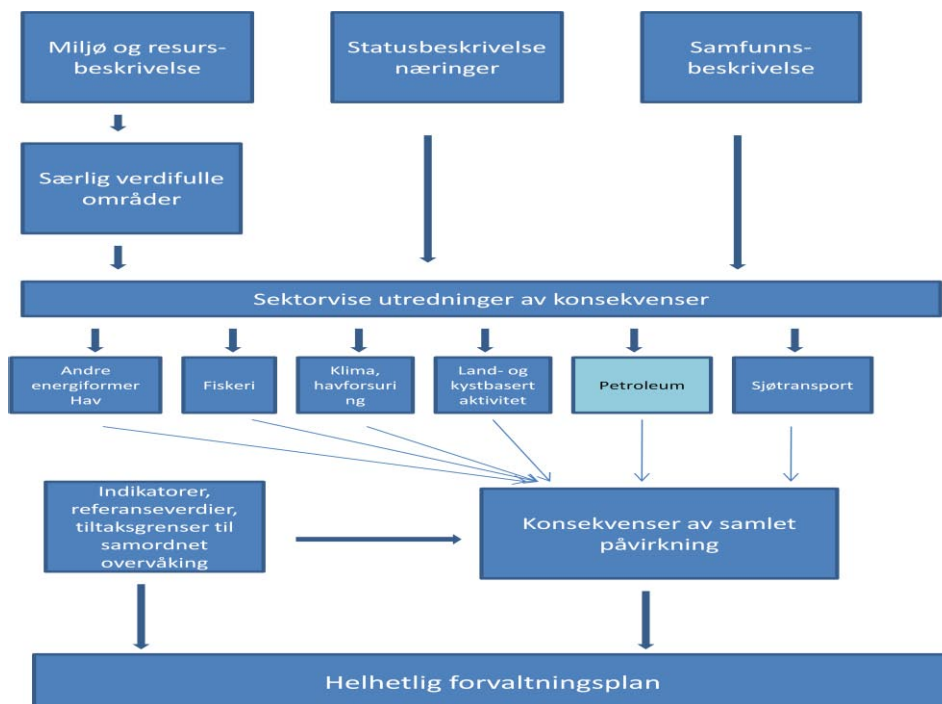 Miljø og resurs-
beskrivelse
Statusbeskrivelse
næringer
Samfunns-
beskrivelse
Særlig verdifulle
områder
Sektorvise utredninger av konsekvenser
Andre
energiformer
Hav
Fiskeri
Klima,
havforsuri
ng
Land- og
kystbasert
aktivitet
Petroleum
Sjøtransport
Indikatorer,
referanseverdier,
tiltaksgrenser til
samordnet
overvåking
Konsekvenser av samlet
påvirkning
Helhetlig forvaltningsplan